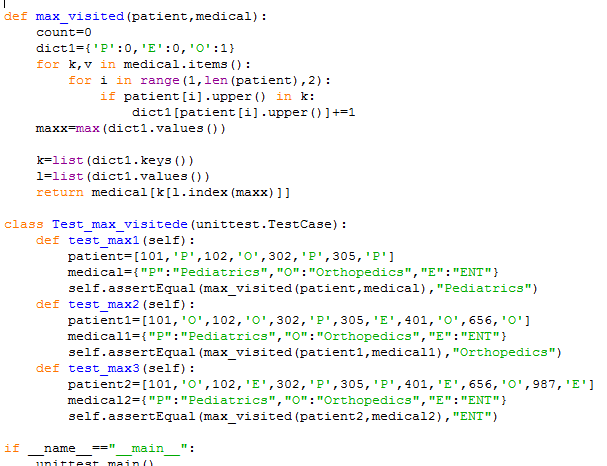 def max_visited(patient,medical):
    count=0
    dict1={'P':0,'E':0,'O':1}
    for k,v in medical.items():
        for i in range(1,len(patient),2):
            if patient[i].upper() in k:
                dict1[patient[i].upper()]+=1
    maxx=max(dict1.values())
    k=list(dict1.keys())
    l=list(dict1.values())
    return medical[k[l.index(maxx)]]
class Test_max_visitede(unittest.TestCase):
    def test_max1(self):
        patient=[101,'P',102,'O',302,'P',305,'P']
        medical={"P":"Pediatrics","O":"Orthopedics","E":"ENT"}
        self.assertEqual(max_visited(patient,medical),"Pediatrics")
    def test_max2(self):
        patient1=[101,'O',102,'O',302,'P',305,'E',401,'O',656,'O']
        medical1={"P":"Pediatrics","O":"Orthopedics","E":"ENT"}
        self.assertEqual(max_visited(patient1,medical1),"Orthopedics")
    def test_max3(self):
        patient2=[101,'O',102,'E',302,'P',305,'P',401,'E',656,'O',987,'E']
        medical2={"P":"Pediatrics","O":"Orthopedics","E":"ENT"}
        self.assertEqual(max_visited(patient2,medical2),"ENT")
if __name__=="__main__":
    unittest.main()